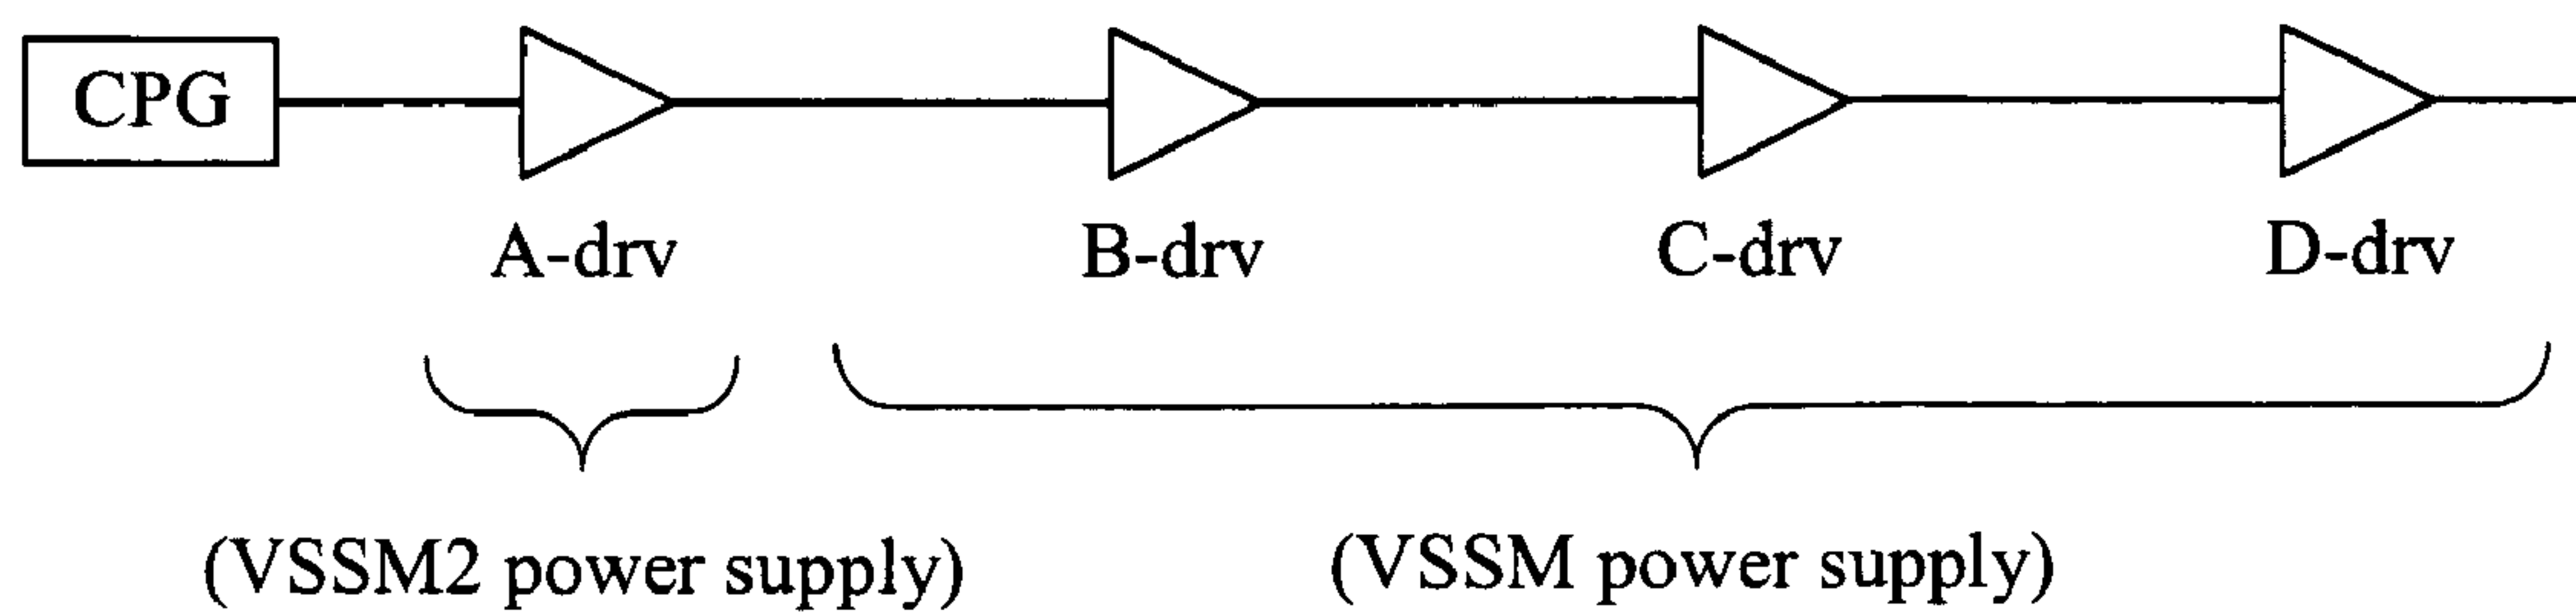 CPG
A-drv B-drv C-drv D-drv
(VSSM2 power supply) (VSSM power supply)